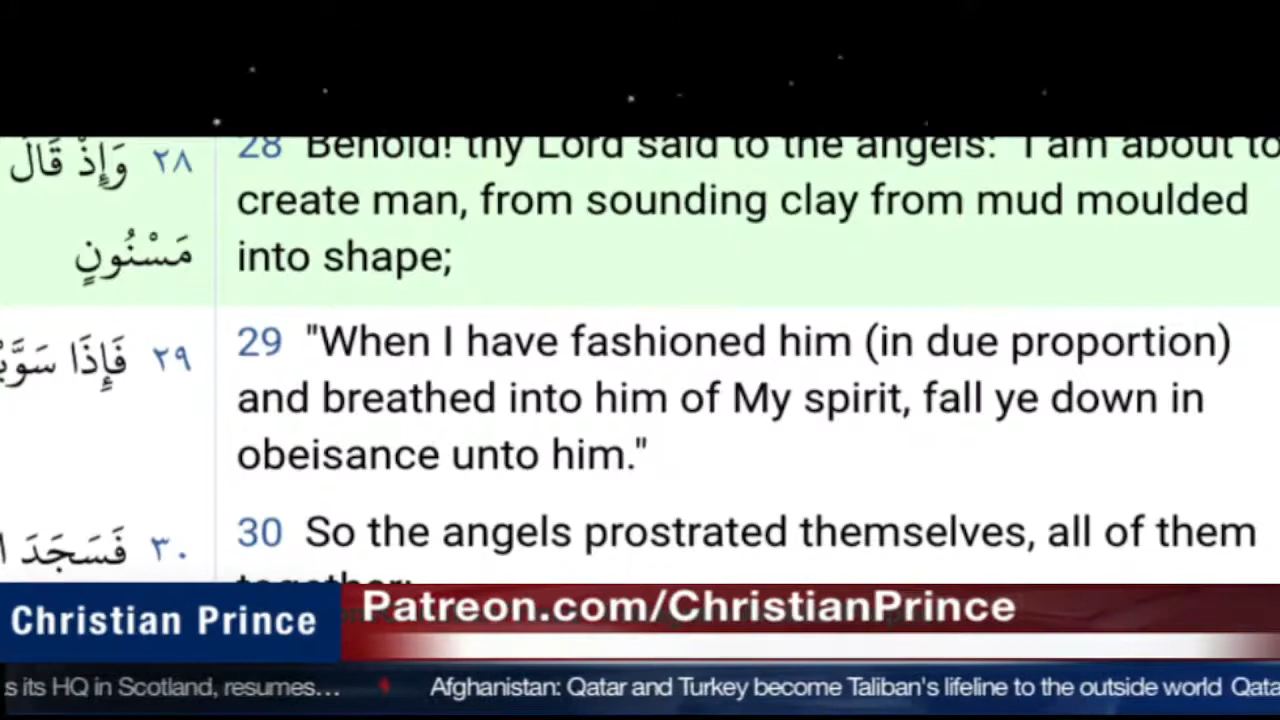 وَإِذْ قَالَ ٢٨
28 Behold! thy Lord said to the angels: "I am about to
create man, from sounding clay from mud moulded
مَسْنُونٍ
into shape;
٢٩ فَإِذَا
29 "When I have fashioned him (in due proportion)
and breathed into him of My spirit, fall ye down in
obeisance unto him."
٣٠ فَسَجَدَ
30 So the angels prostrated themselves, all of them
together:
Christian Prince
Patreon.com/ChristianPrince
s its HQ in Scotland, resumes... Afghanistan: Qatar and Turkey become Taliban's lifeline to the outside world Qata